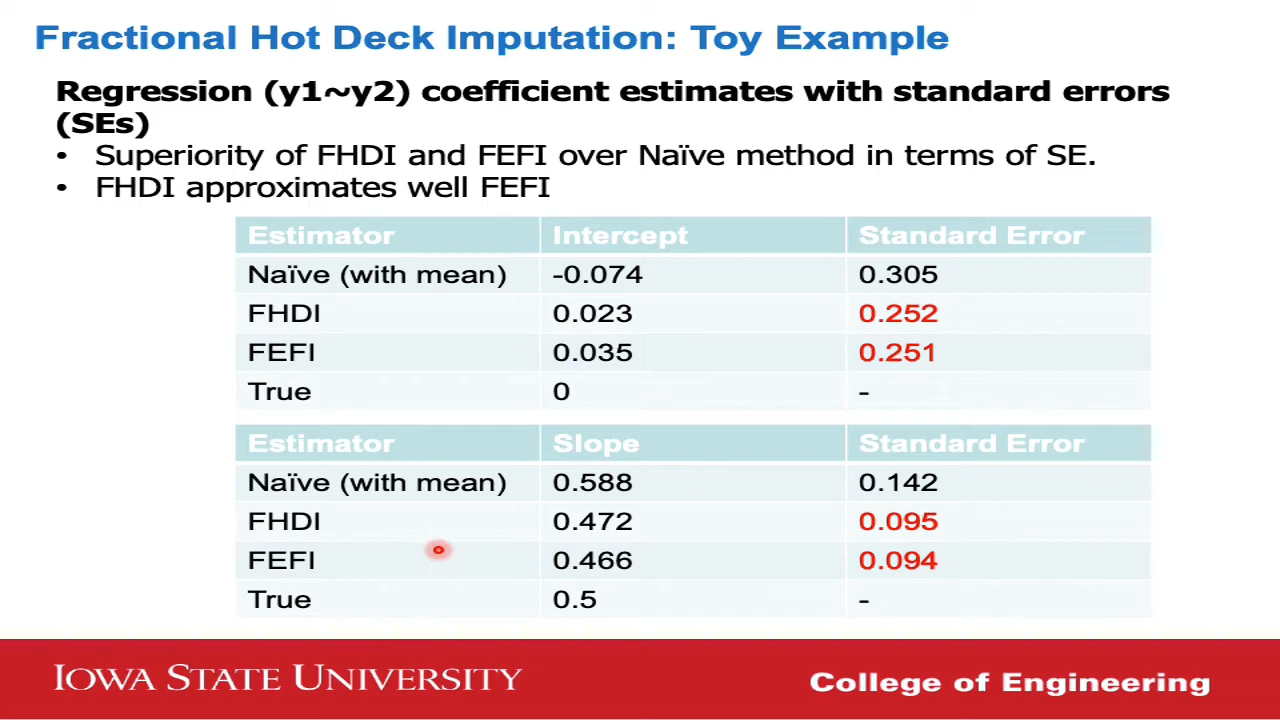 Fractional Hot Deck Imputation: Toy Example
Regression (y1~y2) coefficient estimates with standard errors
(SEs)
• Superiority of FHDI and FEFI over Naïve method in terms of SE.
• FHDI approximates well FEFI
Estimator Intercept Standard Error
Naïve (with mean) -0.074 0.305
FHDI 0.023 0.252
FEFI 0.035 0.251
True 0 -
Estimator Slope Standard Error
Naïve (with mean) 0.588 0.142
FHDI 0.472 0.095
FEFI 0.466 0.094
True 0.5 -
IOWA STATE UNIVERSITY College of Engineering